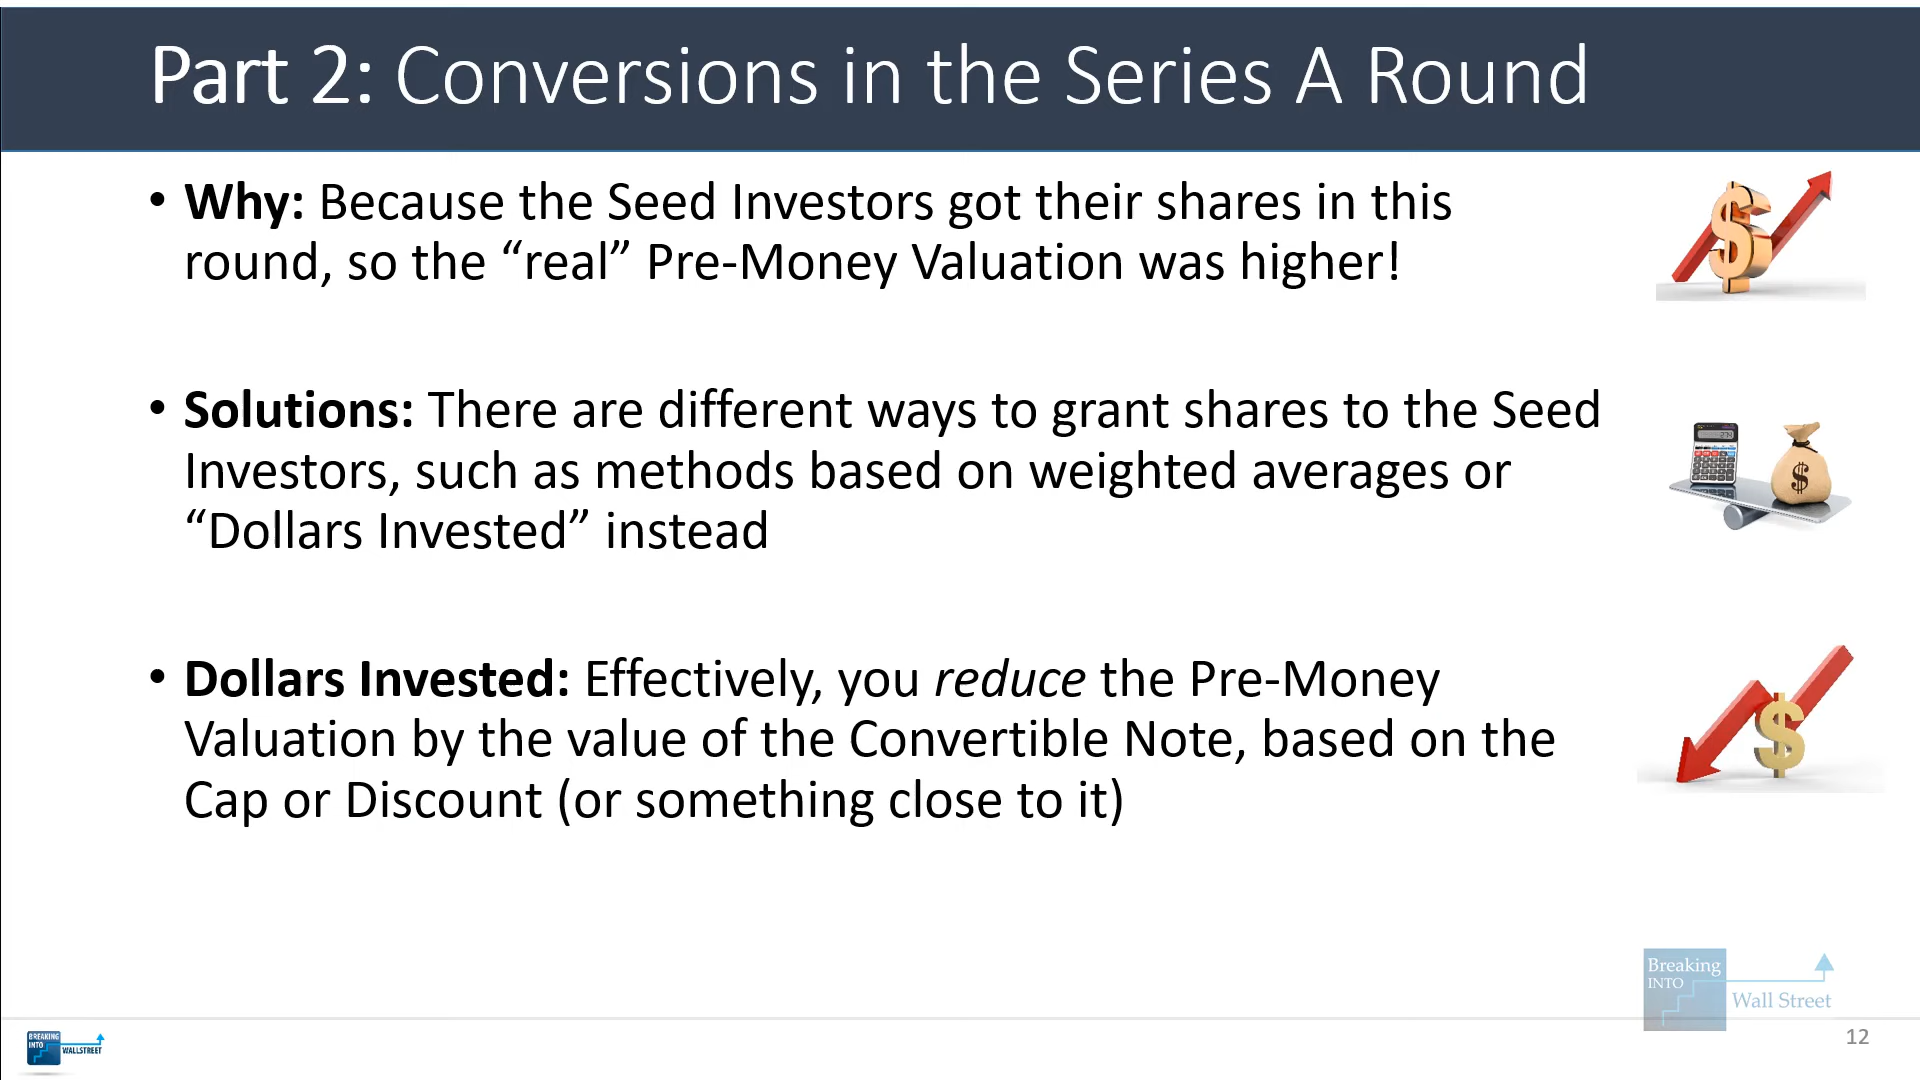 Part 2: Conversions in the Series A Round
• Why: Because the Seed Investors got their shares in this
round, so the “real” Pre-Money Valuation was higher!
• Solutions: There are different ways to grant shares to the Seed
Investors, such as methods based on weighted averages or
“Dollars Invested” instead
• Dollars Invested: Effectively, you reduce the Pre-Money
Valuation by the value of the Convertible Note, based on the
Cap or Discount (or something close to it)
Breaking
INTO
Wall Street
BREAKING
INTO
WALLSTREET
12